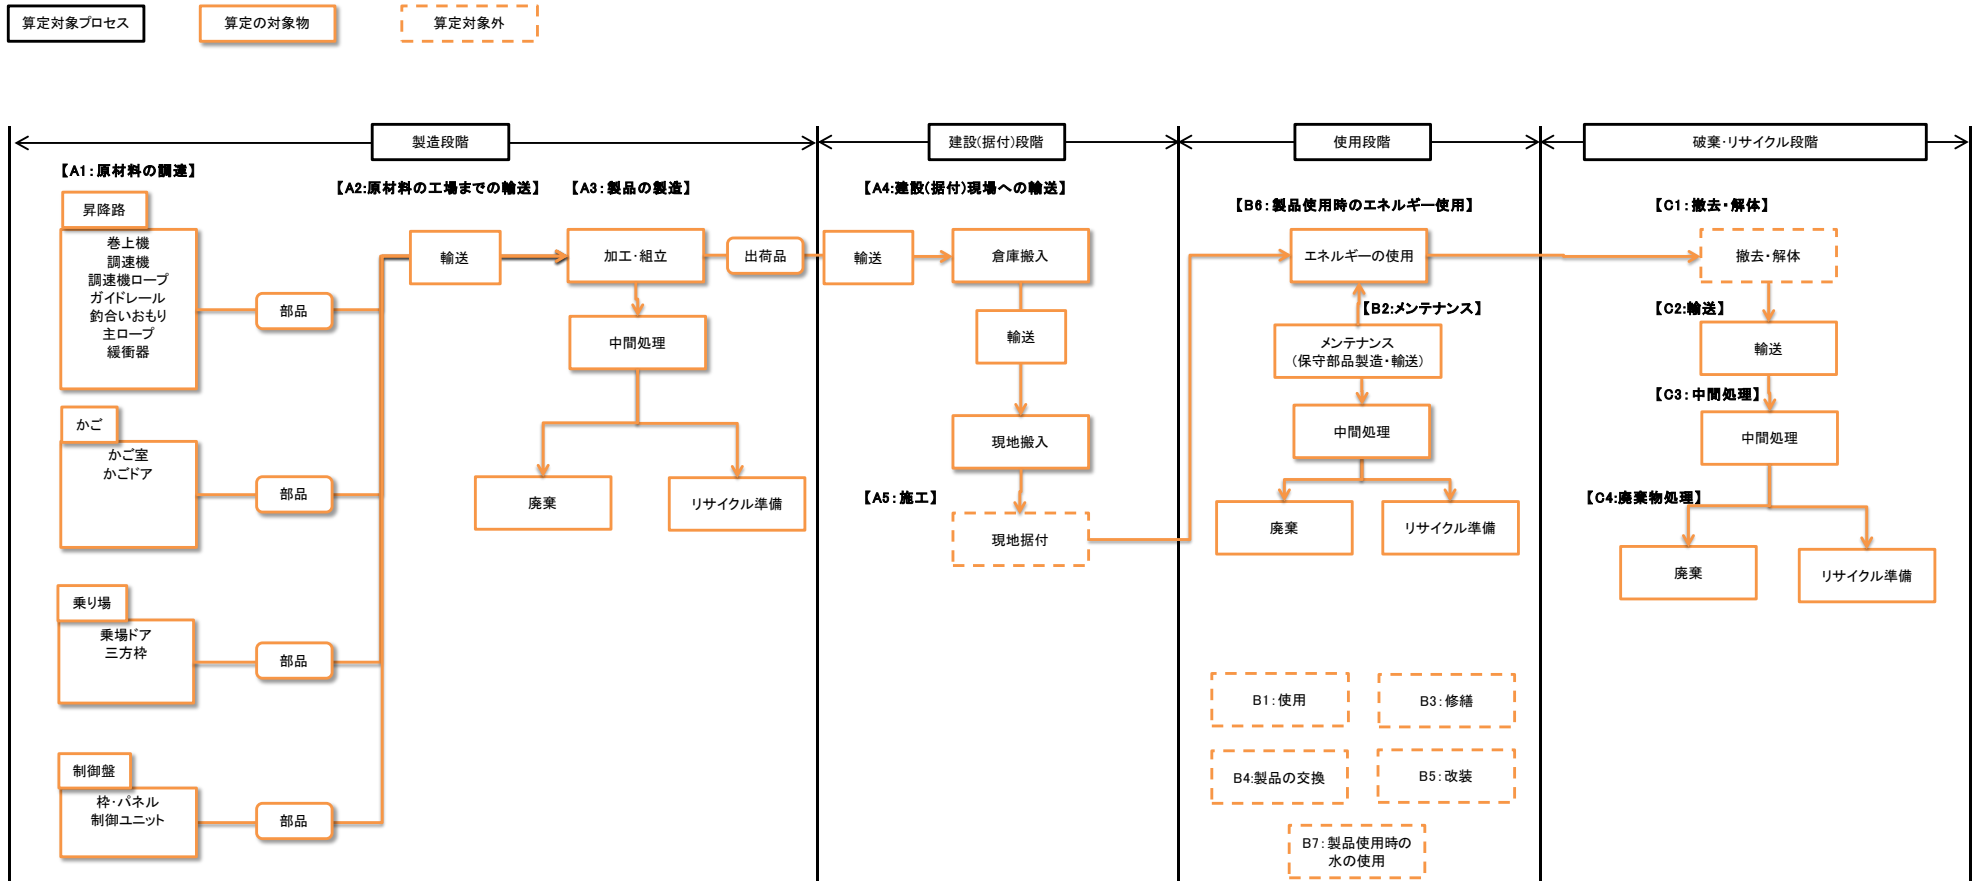 算定対象プロセス
算定の対象物
算定対象外
製造段階
建設(据付)段階
使用段階
破棄・リサイクル段階
【A1：原材料の調達】
【A2:原材料の工場までの輸送】
【A3：製品の製造】
【A4:建設(据付)現場への輸送】
【B6：製品使用時のエネルギー使用】
【C1：撤去・解体】
昇降路
巻上機
調速機
調速機ロープ
ガイドレール
釣合いおもり
主ロープ
緩衝器
部品
輸送
加工・組立
出荷品
輸送
倉庫搬入
エネルギーの使用
撤去・解体
中間処理
輸送
【B2:メンテナンス】
メンテナンス
(保守部品製造・輸送)
【C2:輸送】
輸送
【C3：中間処理】
かご
かご室
かごドア
部品
廃棄
リサイクル準備
現地搬入
【A5：施工】
現地据付
中間処理
廃棄
リサイクル準備
中間処理
【C4:廃棄物処理】
廃棄
リサイクル準備
乗り場
乗場ドア
三方枠
部品
B1：使用
B3：修繕
B4:製品の交換
B5：改装
B7：製品使用時の
水の使用
制御盤
枠・パネル
制御ユニット
部品